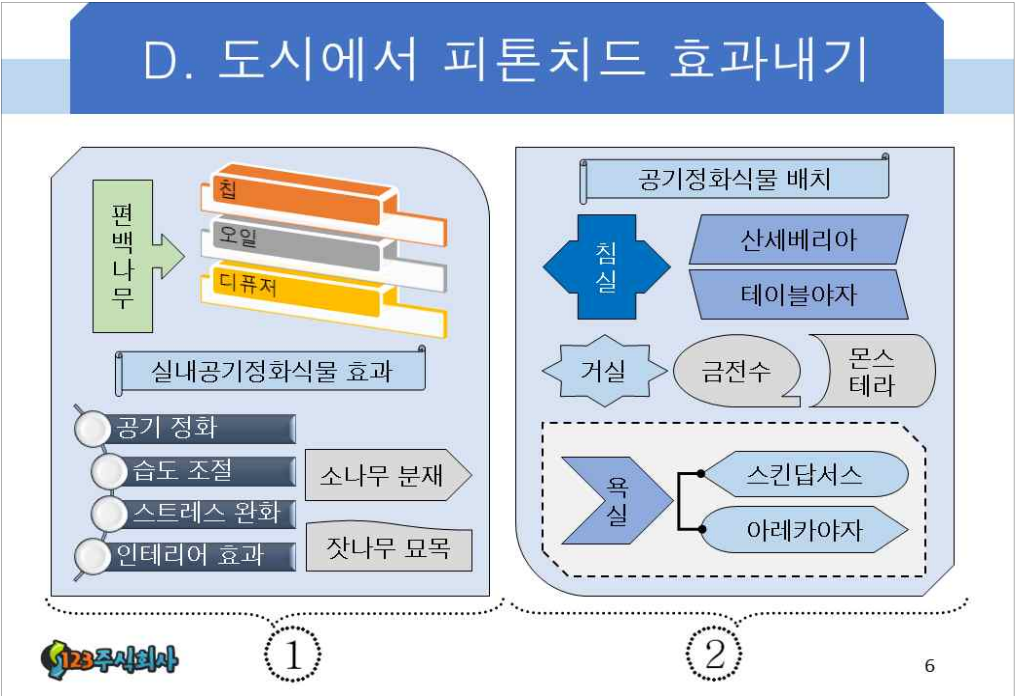 D. 도시에서 피톤치드 효과내기
편
백
나
무
칩
오일
디퓨저
실내공기정화식물 효과
공기 정화
습도 조절
스트레스 완화
인테리어 효과
소나무 분재
잣나무 묘목
①
공기정화식물 배치
침
실
산세베리아
테이블야자
거실
금전수
몬스
테라
욕
실
스킨답서스
아레카야자
②
123주식회사
6